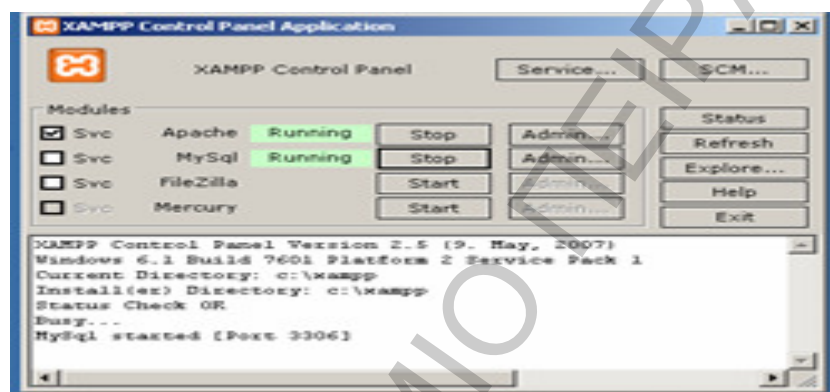 XAMPP Control Panel Application
XAMPP Control Panel
Service...
SCM...
Modules
Svc Apache Running Stop Admin...
Svc MySql Running Stop Admin...
Svc FileZilla Start Admin...
Svc Mercury Start Admin...
Status
Refresh
Explore...
Help
Exit
XAMPP Control Panel Version 2.5 (9. May, 2007)
Windows 6.1 Build 7601 Platform 2 Service Pack 1
Current Directory: c:\xampp
Install(er) Directory: c:\xampp
Status Check OK
Busy...
MySql started [Port 3306]